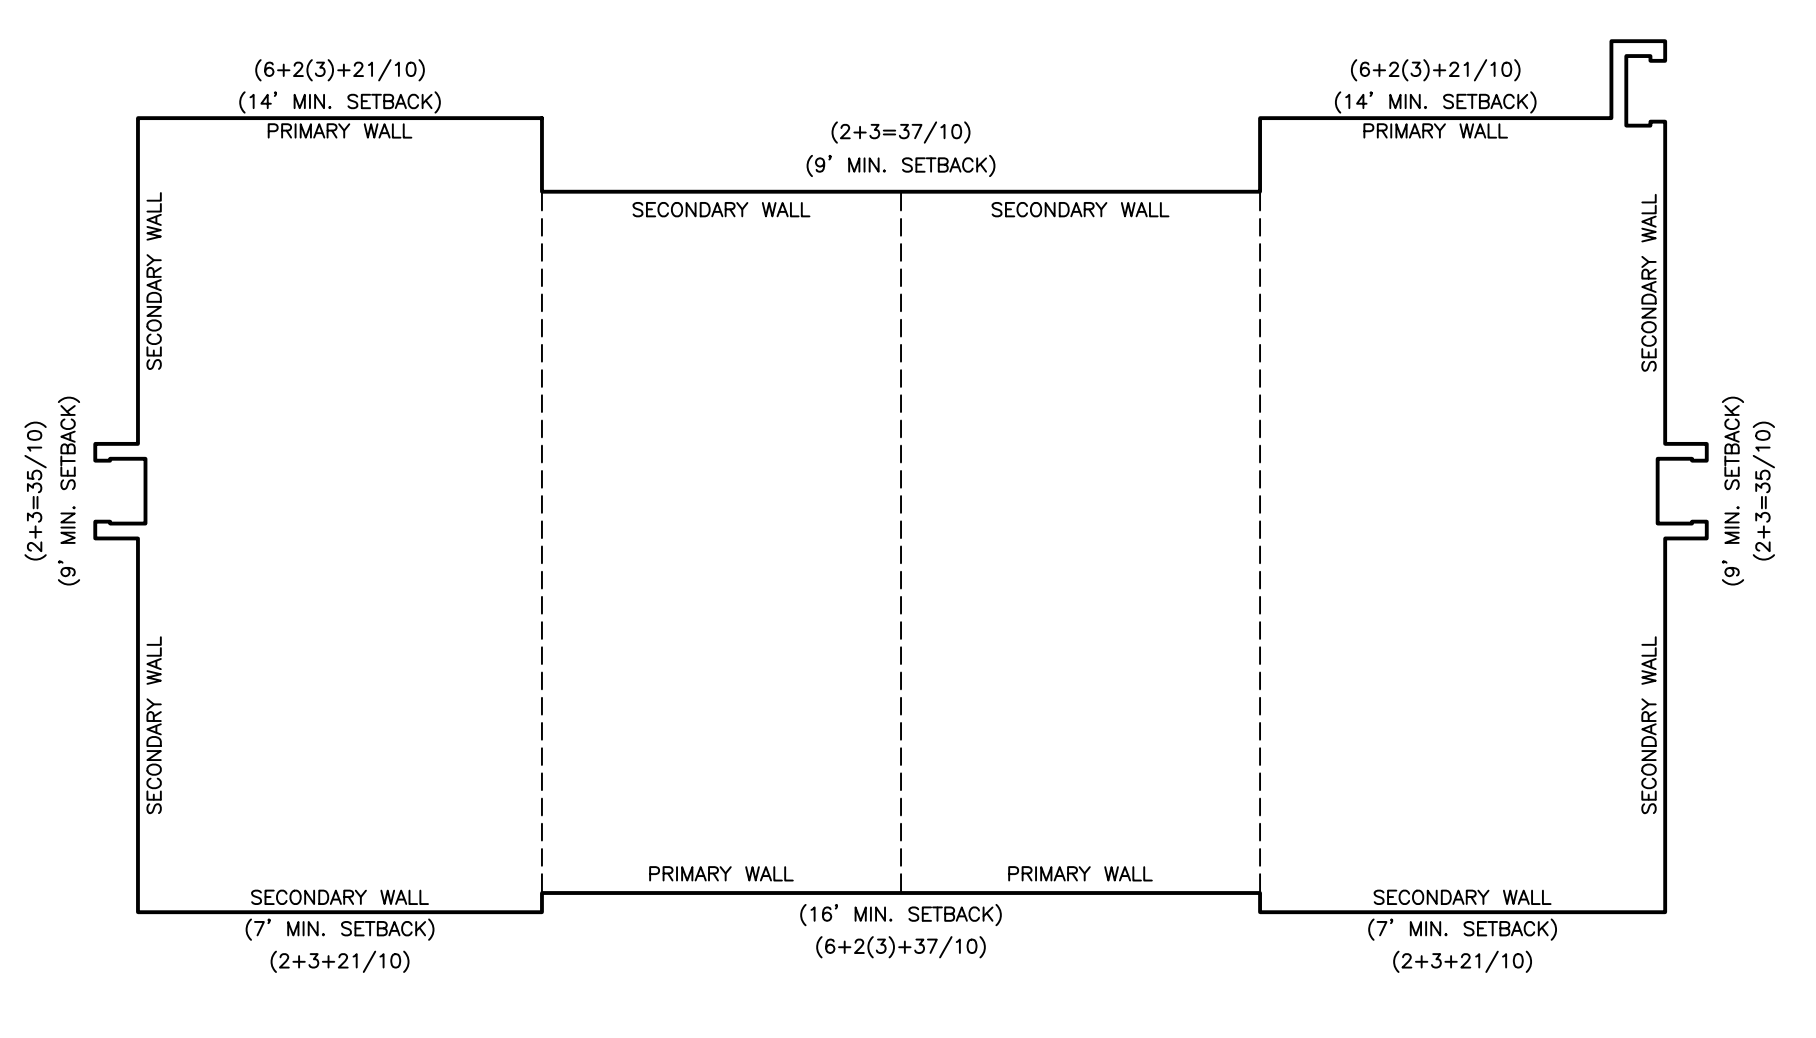 (6+2(3)+21/10)
(14' MIN. SETBACK)
PRIMARY WALL
(2+3=37/10)
(9' MIN. SETBACK)
(6+2(3)+21/10)
(14' MIN. SETBACK)
PRIMARY WALL
SECONDARY WALL
SECONDARY WALL
SECONDARY WALL
SECONDARY WALL
(2+3=35/10)
(9' MIN. SETBACK)
(9' MIN. SETBACK)
(2+3=35/10)
SECONDARY WALL
SECONDARY WALL
SECONDARY WALL
(7' MIN. SETBACK)
(2+3+21/10)
PRIMARY WALL
PRIMARY WALL
(16' MIN. SETBACK)
(6+2(3)+37/10)
SECONDARY WALL
(7' MIN. SETBACK)
(2+3+21/10)